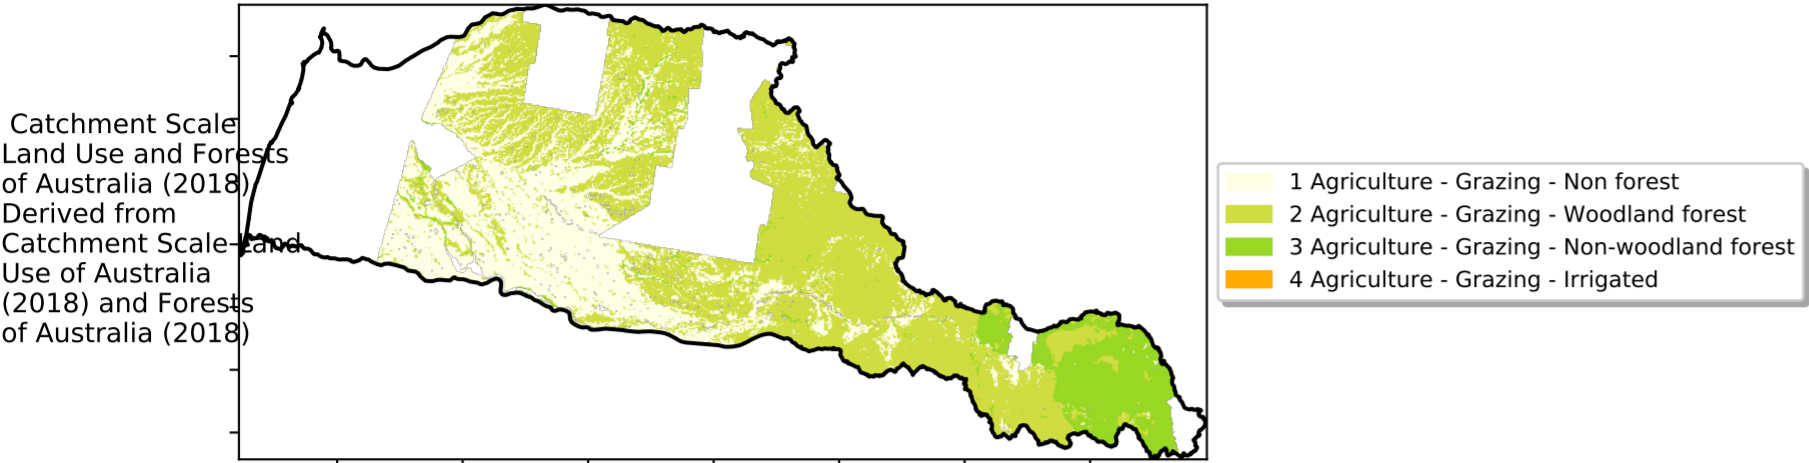 Catchment Scale
Land Use and Forests
of Australia (2018)
Derived from
Catchment Scale Land
Use of Australia
(2018) and Forests
of Australia (2018)
1 Agriculture - Grazing - Non forest
2 Agriculture - Grazing - Woodland forest
3 Agriculture - Grazing - Non-woodland forest
4 Agriculture - Grazing - Irrigated